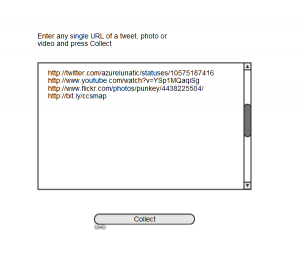 Enter any single URL of a tweet, photo or
video and press Collect
http://twitter.com/azurelunatic/statuses/10575187416
http://www.youtube.com/watch?v=YSp1MQaqiSg
http://www.flickr.com/photos/punkey/4438225504/
http://bit.ly/ccsmap
Collect